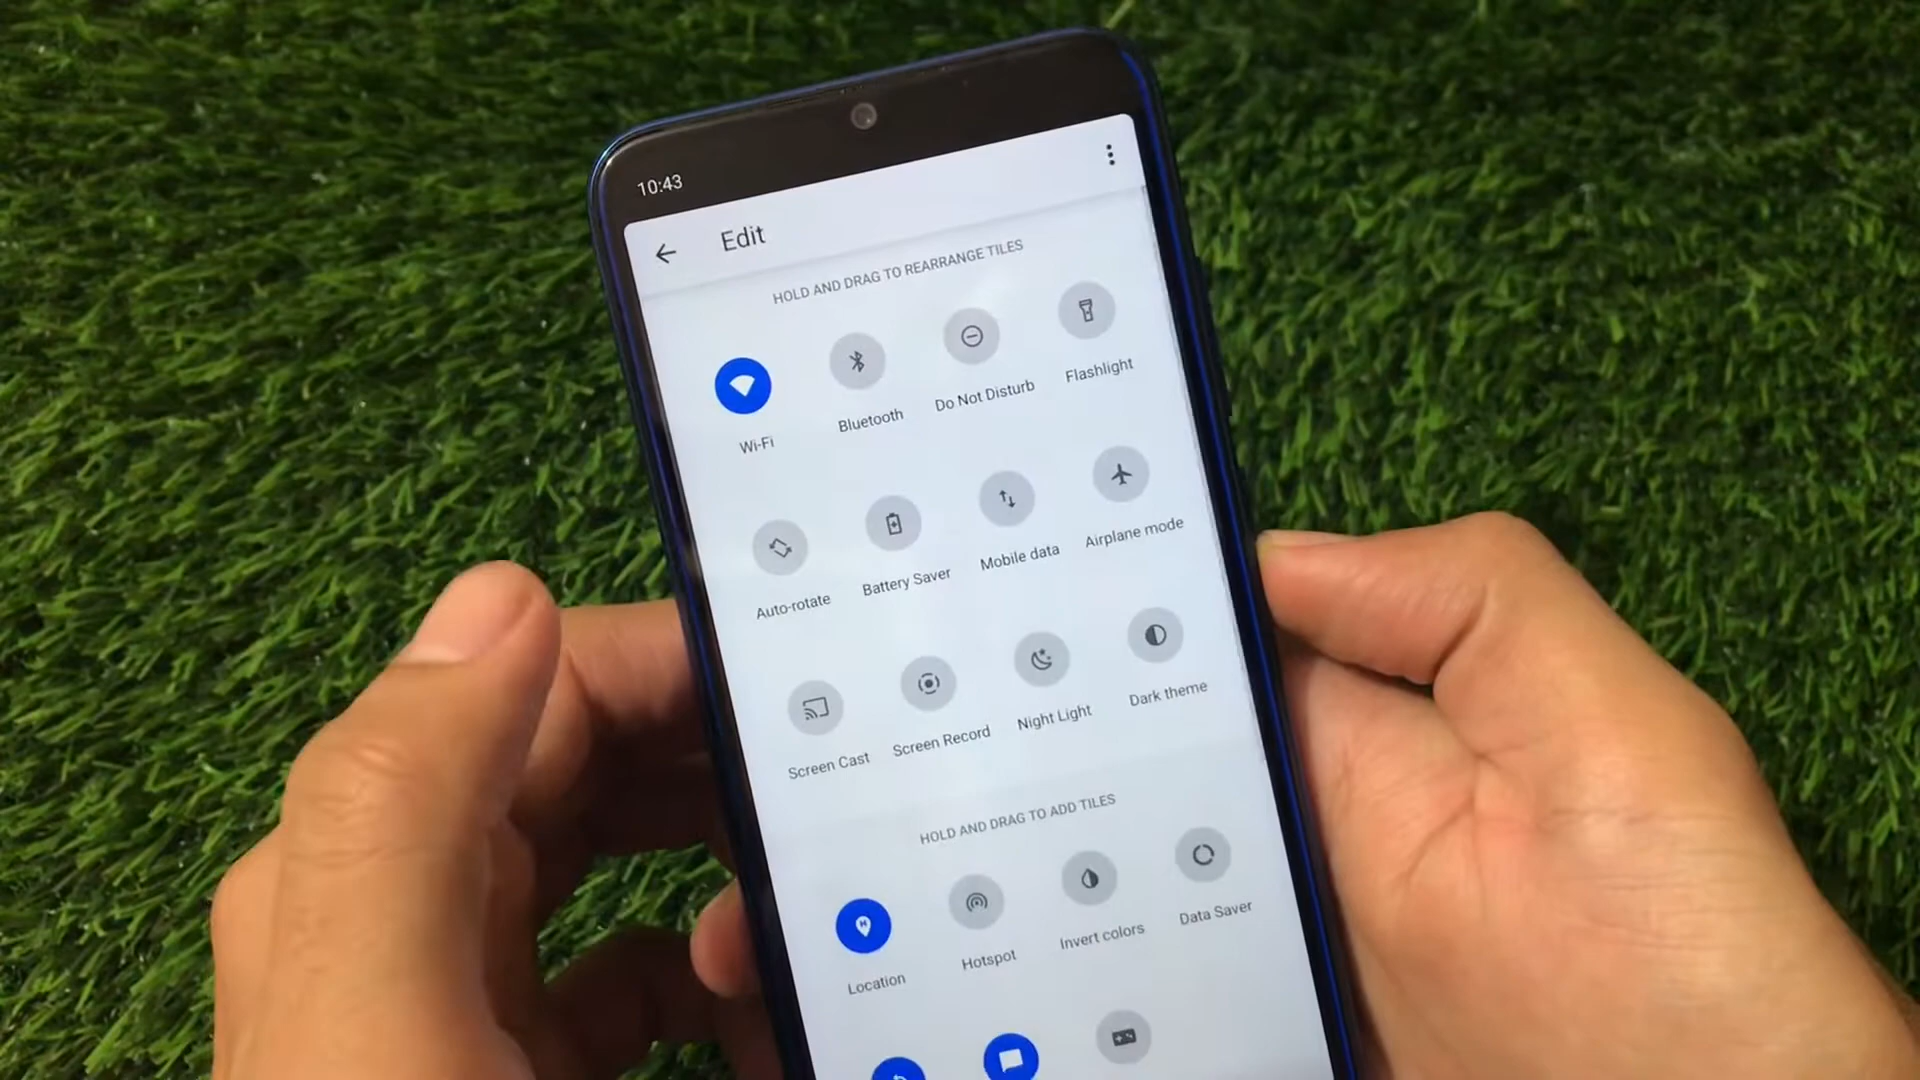 10:43
Edit
HOLD AND DRAG TO REARRANGE TILES
Wi-Fi
Bluetooth
Do Not Disturb
Flashlight
Auto-rotate
Battery Saver
Mobile data
Airplane mode
Screen Cast
Screen Record
Night Light
Dark theme
HOLD AND DRAG TO ADD TILES
Location
Hotspot
Invert colors
Data Saver